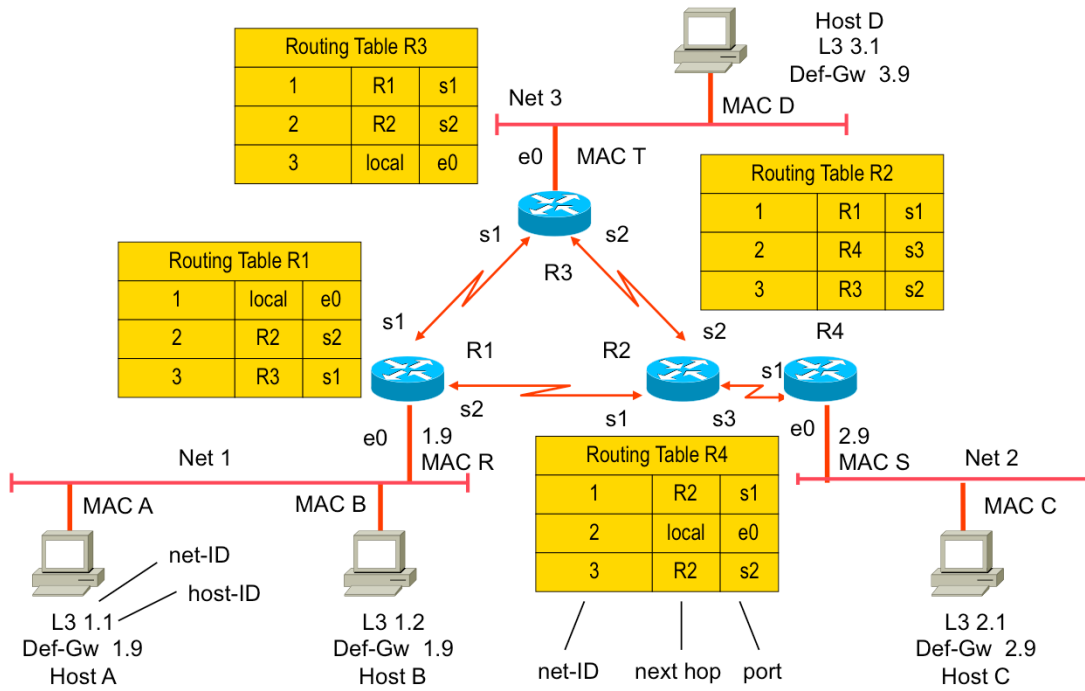 Host D
L3 3.1
Def-Gw 3.9
MAC D
Net 3
Routing Table R3
1 R1 s1
2 R2 s2
3 local e0
e0 MAC T
Routing Table R2
1 R1 s1
2 R4 s3
3 R3 s2
s1 s2
R3
Routing Table R1
1 local e0
2 R2 s2
3 R3 s1
s1
R1
s2
R2
s2
R4
s1
s1 s3
e0 1.9
MAC R
e0 2.9
MAC S
Net 1
Net 2
Routing Table R4
1 R2 s1
2 local e0
3 R2 s2
net-ID next hop port
MAC A
MAC B
MAC C
net-ID
host-ID
L3 1.1
Def-Gw 1.9
Host A
L3 1.2
Def-Gw 1.9
Host B
L3 2.1
Def-Gw 2.9
Host C